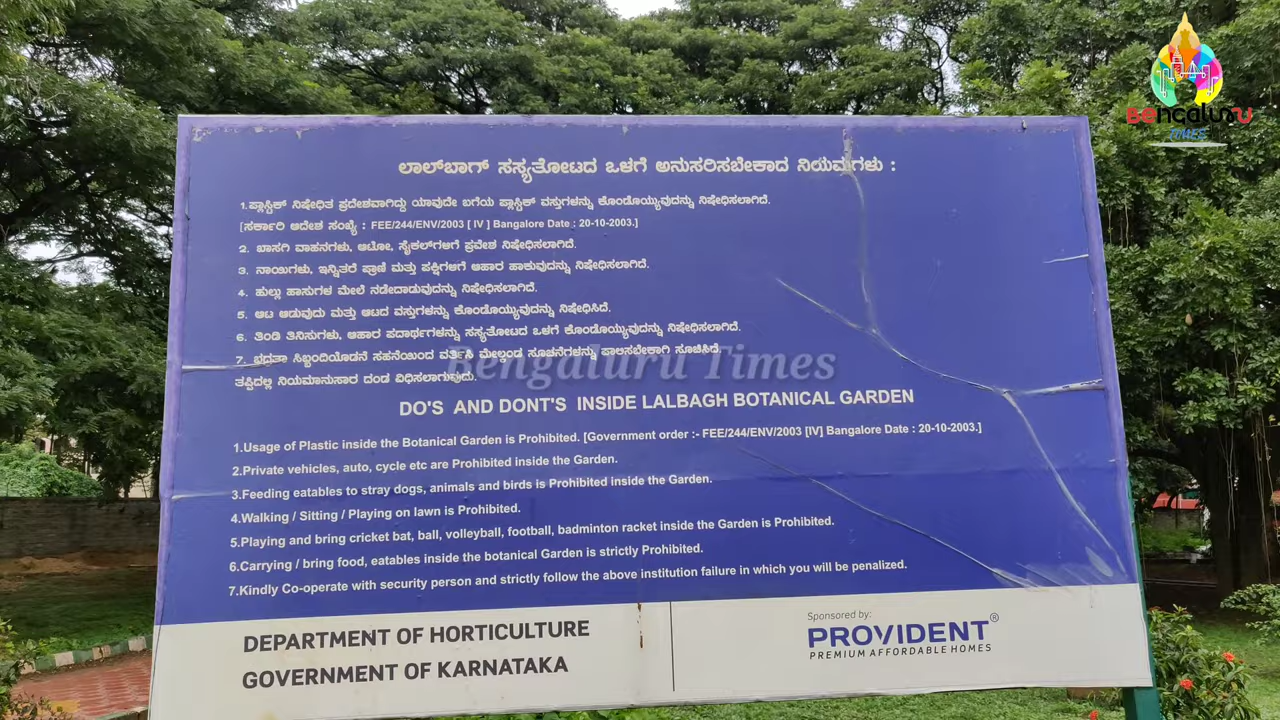 BENGALURU
TIMES
ಲಾಲ್‌ಬಾಗ್ ಸಸ್ಯತೋಟದ ಒಳಗೆ ಅನುಸರಿಸಬೇಕಾದ ನಿಯಮಗಳು :
1.ಪ್ಲಾಸ್ಟಿಕ್ ನಿಷೇಧಿತ ಪ್ರದೇಶವಾಗಿದ್ದು ಯಾವುದೇ ಬಗೆಯ ಪ್ಲಾಸ್ಟಿಕ್ ವಸ್ತುಗಳನ್ನು ಕೊಂಡೊಯ್ಯುವುದನ್ನು ನಿಷೇಧಿಸಲಾಗಿದೆ.
[ಸರ್ಕಾರಿ ಆದೇಶ ಸಂಖ್ಯೆ : FEE/244/ENV/2003 [ IV ] Bangalore Date : 20-10-2003.]
2. ಖಾಸಗಿ ವಾಹನಗಳು, ಆಟೋ, ಸೈಕಲ್‌ಗಳಿಗೆ ಪ್ರವೇಶ ನಿಷೇಧಿಸಲಾಗಿದೆ.
3. ನಾಯಿಗಳು, ಇನ್ನಿತರೆ ಪ್ರಾಣಿ ಮತ್ತು ಪಕ್ಷಿಗಳಿಗೆ ಆಹಾರ ಹಾಕುವುದನ್ನು ನಿಷೇಧಿಸಲಾಗಿದೆ.
4. ಹುಲ್ಲು ಹಾಸುಗಳ ಮೇಲೆ ನಡೇದಾಡುವುದನ್ನು ನಿಷೇಧಿಸಲಾಗಿದೆ.
5. ಆಟ ಆಡುವುದು ಮತ್ತು ಆಟದ ವಸ್ತುಗಳನ್ನು ಕೊಂಡೊಯ್ಯುವುದನ್ನು ನಿಷೇಧಿಸಿದೆ.
6. ತಿಂಡಿ ತಿನಿಸುಗಳು, ಆಹಾರ ಪದಾರ್ಥಗಳನ್ನು ಸಸ್ಯತೋಟದ ಒಳಗೆ ಕೊಂಡೊಯ್ಯುವುದನ್ನು ನಿಷೇಧಿಸಲಾಗಿದೆ.
7. ಭದ್ರತಾ ಸಿಬ್ಬಂದಿಯೊಡನೆ ಸಹನೆಯಿಂದ ವರ್ತಿಸಿ ಮೇಲ್ಕಂಡ ಸೂಚನೆಗಳನ್ನು ಪಾಲಿಸಬೇಕಾಗಿ ಸೂಚಿಸಿದೆ.
Bengaluru Times
ತಪ್ಪಿದಲ್ಲಿ ನಿಯಮಾನುಸಾರ ದಂಡ ವಿಧಿಸಲಾಗುವುದು.
DO'S AND DONT'S INSIDE LALBAGH BOTANICAL GARDEN
1.Usage of Plastic inside the Botanical Garden is Prohibited. [Government order :- FEE/244/ENV/2003 [IV] Bangalore Date : 20-10-2003.]
2.Private vehicles, auto, cycle etc are Prohibited inside the Garden.
3.Feeding eatables to stray dogs, animals and birds is Prohibited inside the Garden.
4.Walking / Sitting / Playing on lawn is Prohibited.
5.Playing and bring cricket bat, ball, volleyball, football, badminton racket inside the Garden is Prohibited.
6.Carrying / bring food, eatables inside the botanical Garden is strictly Prohibited.
7.Kindly Co-operate with security person and strictly follow the above institution failure in which you will be penalized.
DEPARTMENT OF HORTICULTURE
GOVERNMENT OF KARNATAKA
Sponsored by:
PROVIDENT®
PREMIUM AFFORDABLE HOMES